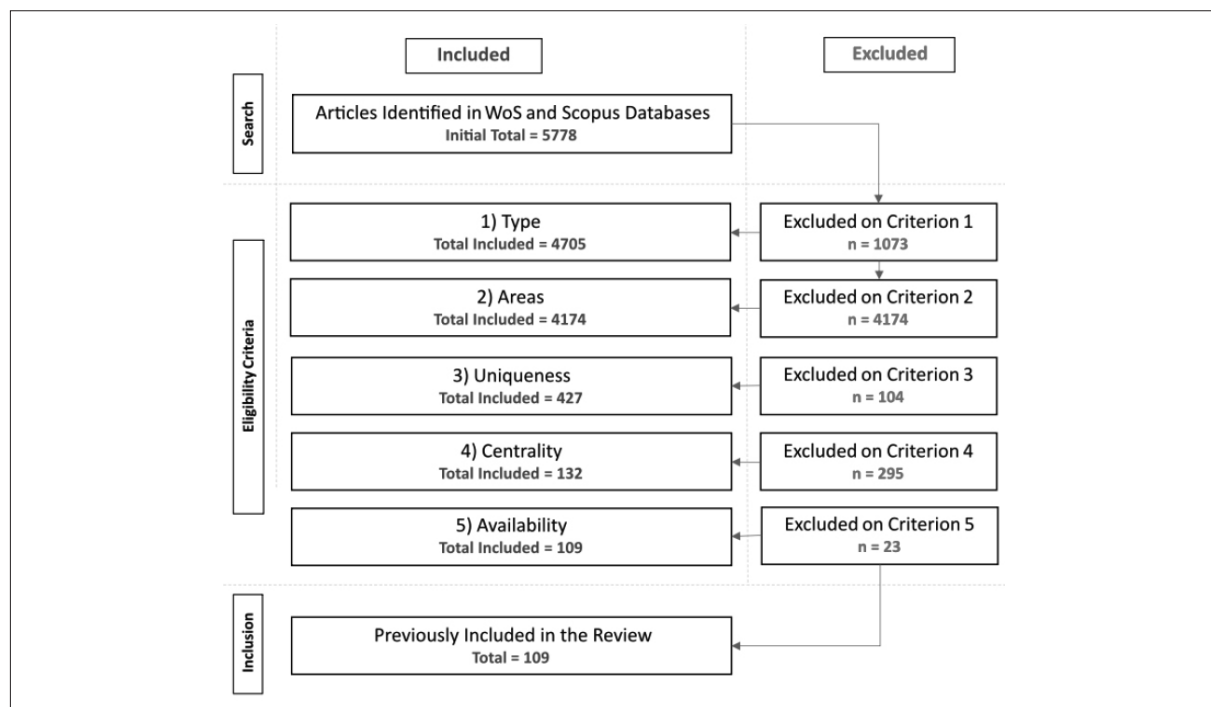 Included
Excluded
Search
Articles Identified in WoS and Scopus Databases
Initial Total = 5778
Eligibility Criteria
1) Type
Total Included = 4705
Excluded on Criterion 1
n = 1073
2) Areas
Total Included = 4174
Excluded on Criterion 2
n = 4174
3) Uniqueness
Total Included = 427
Excluded on Criterion 3
n = 104
4) Centrality
Total Included = 132
Excluded on Criterion 4
n = 295
5) Availability
Total Included = 109
Excluded on Criterion 5
n = 23
Inclusion
Previously Included in the Review
Total = 109